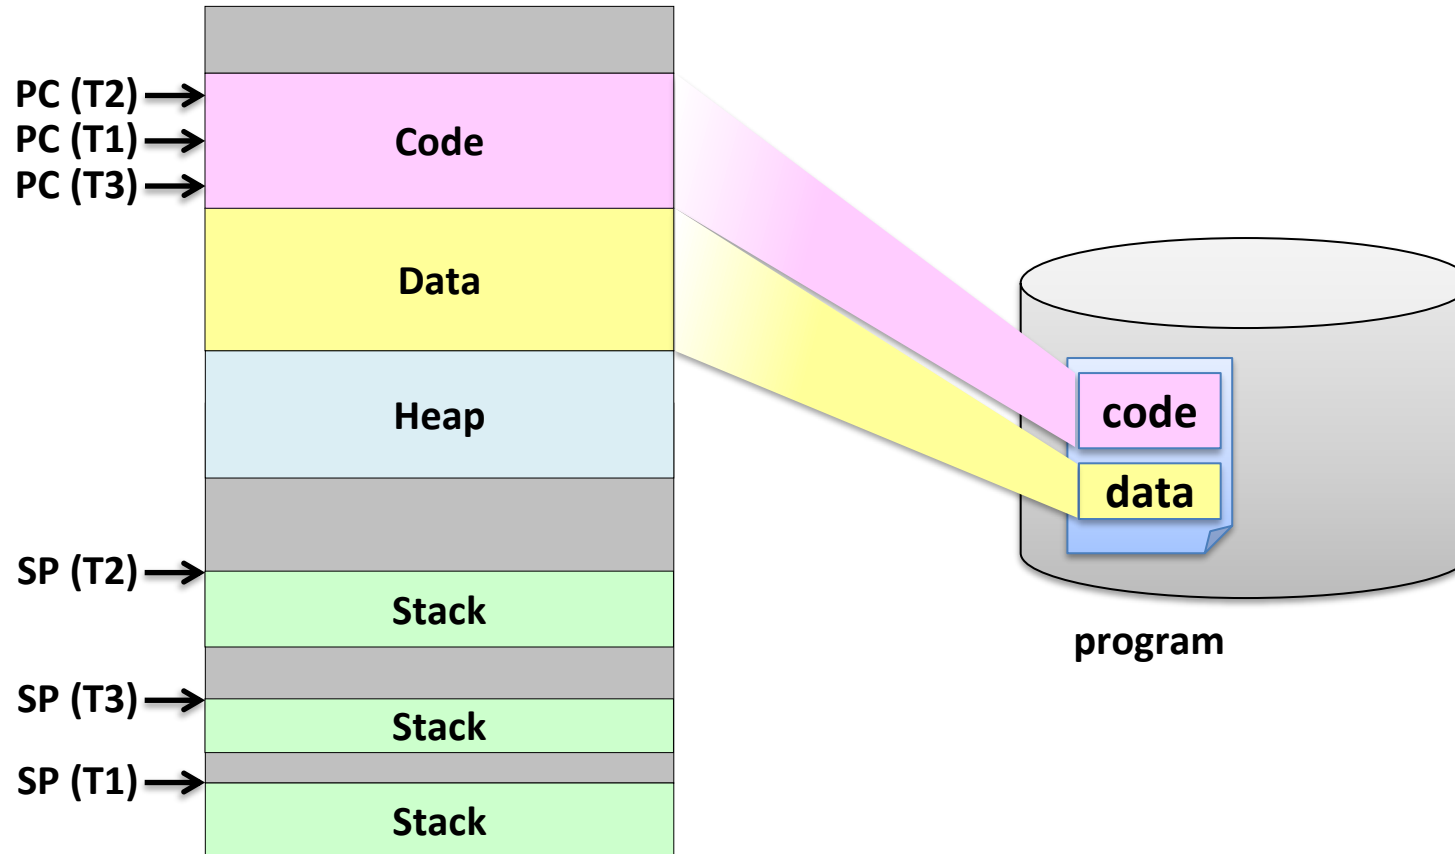 PC (T2)
PC (T1)
PC (T3)
Code
Data
Heap
SP (T2)
Stack
SP (T3)
Stack
SP (T1)
Stack
code
data
program